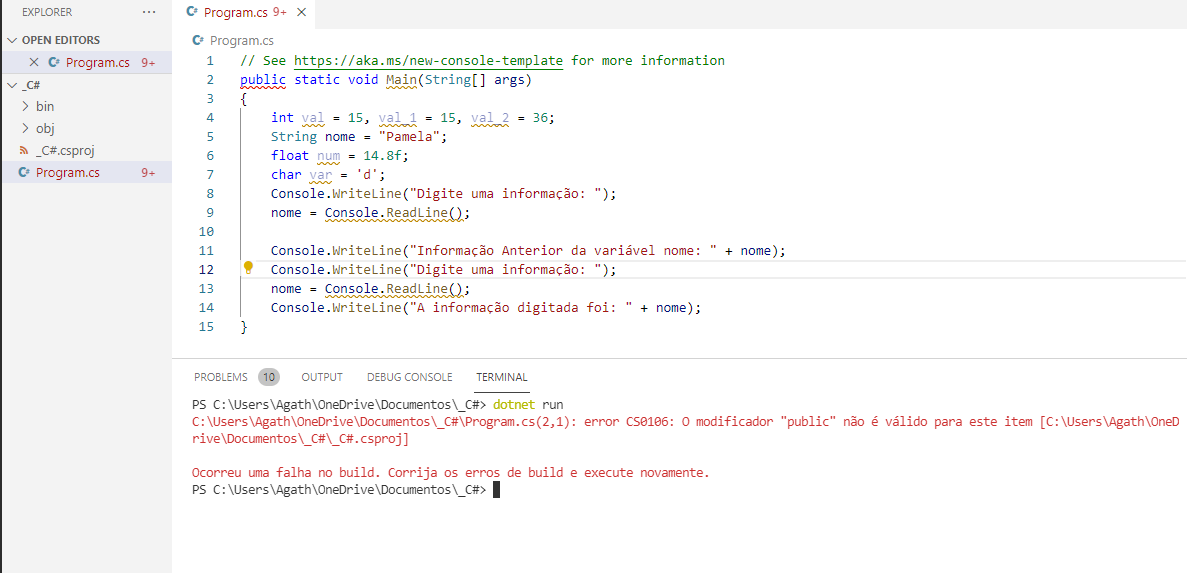 EXPLORER ...
OPEN EDITORS
Program.cs 9+
_C#
bin
obj
_C#.csproj
Program.cs 9+
Program.cs 9+
Program.cs
1 // See https://aka.ms/new-console-template for more information
2 public static void Main(String[] args)
3 {
4 int val = 15, val_1 = 15, val_2 = 36;
5 String nome = "Pamela";
6 float num = 14.8f;
7 char var = 'd';
8 Console.WriteLine("Digite uma informação: ");
9 nome = Console.ReadLine();
10
11 Console.WriteLine("Informação Anterior da variável nome: " + nome);
12 Console.WriteLine("Digite uma informação: ");
13 nome = Console.ReadLine();
14 Console.WriteLine("A informação digitada foi: " + nome);
15 }
PROBLEMS 10 OUTPUT DEBUG CONSOLE TERMINAL
PS C:\Users\Agath\OneDrive\Documentos\_C#> dotnet run
C:\Users\Agath\OneDrive\Documentos\_C#\Program.cs(2,1): error CS0106: O modificador "public" não é válido para este item [C:\Users\Agath\OneD
rive\Documentos\_C#\_C#.csproj]
Ocorreu uma falha no build. Corrija os erros de build e execute novamente.
PS C:\Users\Agath\OneDrive\Documentos\_C#>